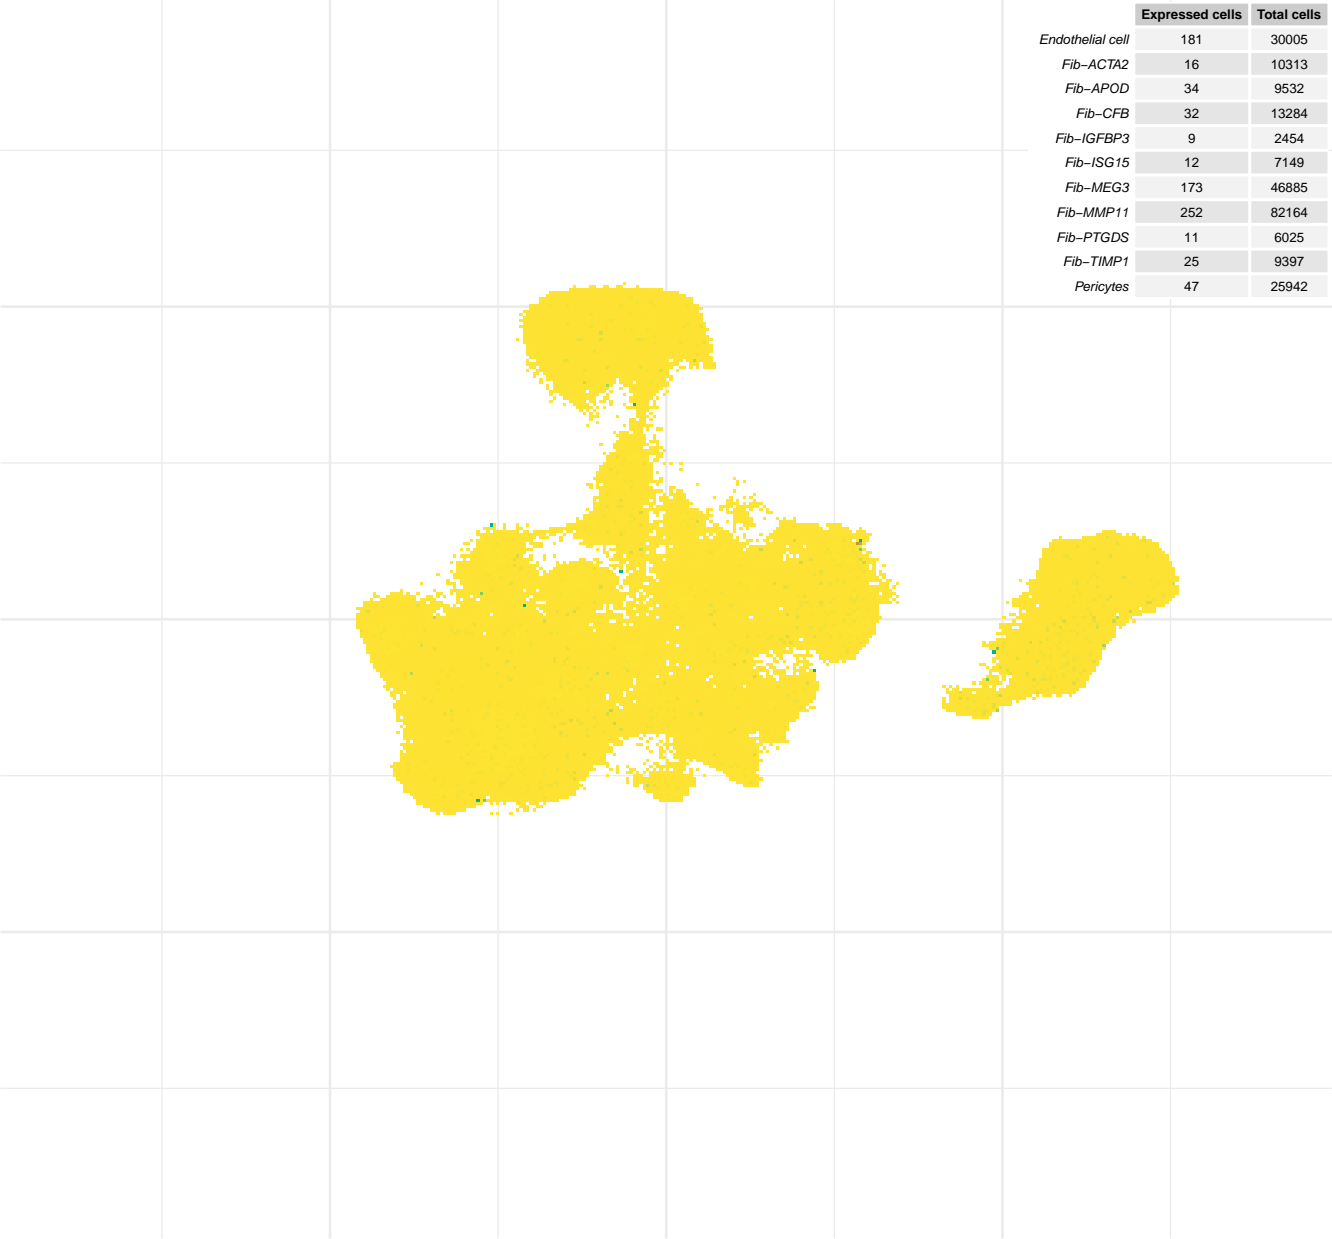 Expressed cells Total cells
Endothelial cell 181 30005
Fib−ACTA2 16 10313
Fib−APOD 34 9532
Fib−CFB 32 13284
Fib−IGFBP3 9 2454
Fib−ISG15 12 7149
Fib−MEG3 173 46885
Fib−MMP11 252 82164
Fib−PTGDS 11 6025
Fib−TIMP1 25 9397
Pericytes 47 25942